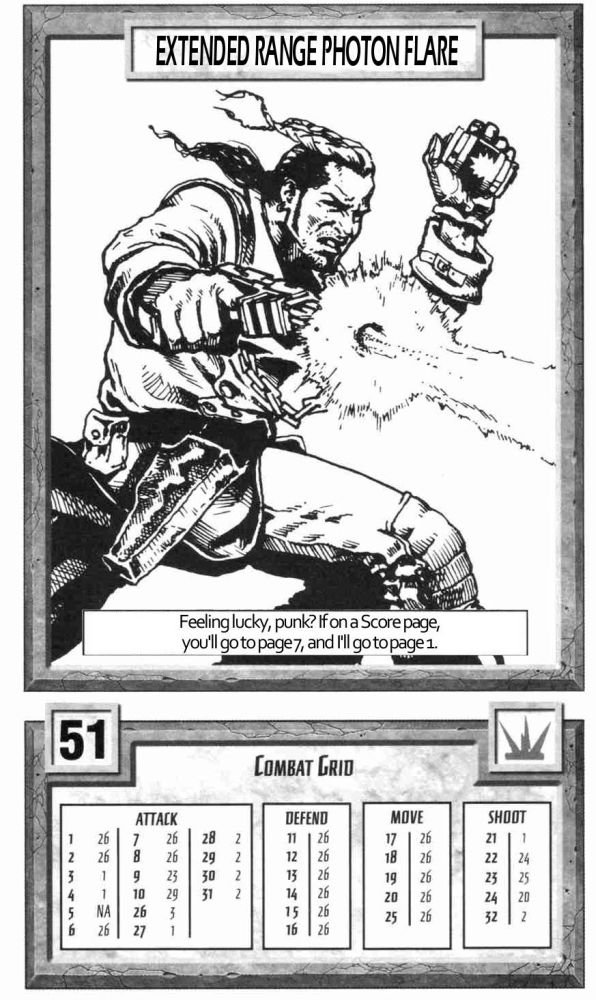 EXTENDED RANGE PHOTON FLARE
Feeling lucky, punk? If on a Score page,
you'll go to page 7, and I'll go to page 1.
51
COMBAT GRID
ATTACK
1 26 7 26 28 2
2 26 8 26 29 2
3 1 9 23 30 2
4 1 10 29 31 2
5 NA 26 3
6 26 27 1
DEFEND
11 26
12 26
13 26
14 26
15 26
16 26
MOVE
17 26
18 26
19 26
20 26
25 26
SHOOT
21 1
22 24
23 25
24 20
32 2